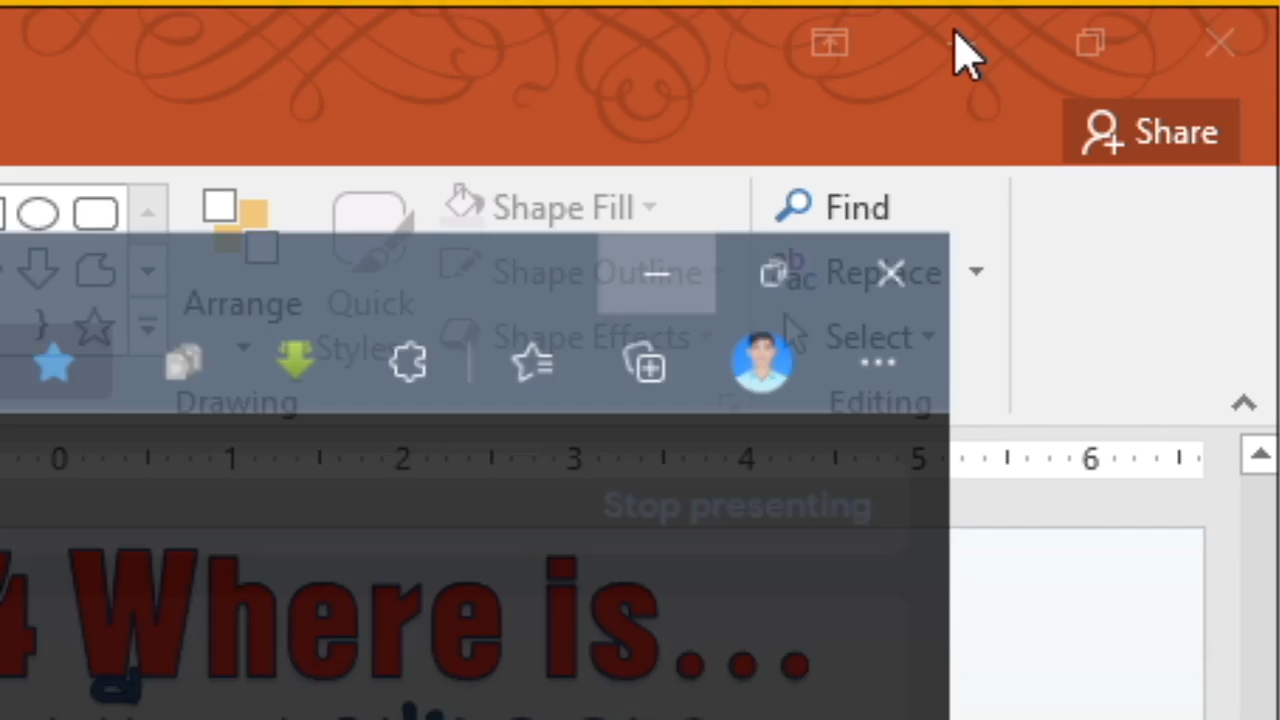 Share
Shape Fill
Find
Shape Outline
Replace
Arrange
Quick
Shape Effects
Select
Styles
Drawing
Editing
0 1 2 3 4 5 6
Stop presenting
4 Where is...